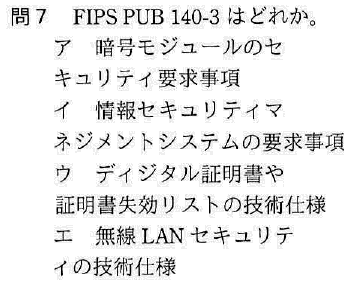 問7 FIPS PUB 140-3 はどれか。
ア 暗号モジュールのセ
キュリティ要求事項
イ 情報セキュリティマ
ネジメントシステムの要求事項
ウ ディジタル証明書や
証明書失効リストの技術仕様
エ 無線 LAN セキュリテ
ィの技術仕様